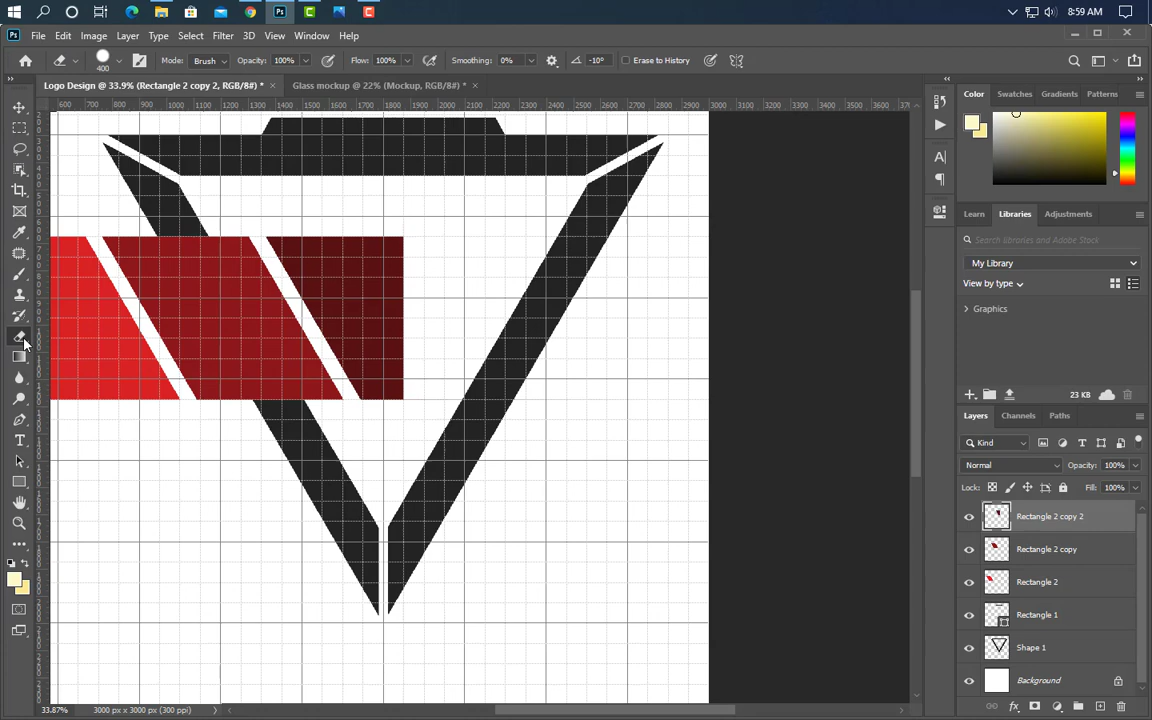 8:59 AM
Ps File Edit Image Layer Type Select Filter 3D View Window Help
400 Mode: Brush Opacity: 100% Flow: 100% Smoothing: 0% -10° Erase to History
Logo Design @ 33.9% (Rectangle 2 copy 2, RGB/8#) * × Glass mockup @ 22% (Mockup, RGB/8#) * ×
600 700 800 900 1000 1100 1200 1300 1400 1500 1600 1700 1800 1900 2000 2100 2200 2300 2400 2500 2600 2700 2800 2900 3000 3100 3200 3300 3400 3500 3600
Color Swatches Gradients Patterns
Learn Libraries Adjustments
Search libraries and Adobe Stock
My Library
View by type
Graphics
23 KB
Layers Channels Paths
Kind
Normal Opacity: 100%
Lock: Fill: 100%
Rectangle 2 copy 2
Rectangle 2 copy
Rectangle 2
Rectangle 1
Shape 1
Background
33.87% 3000 px x 3000 px (300 ppi)
fx